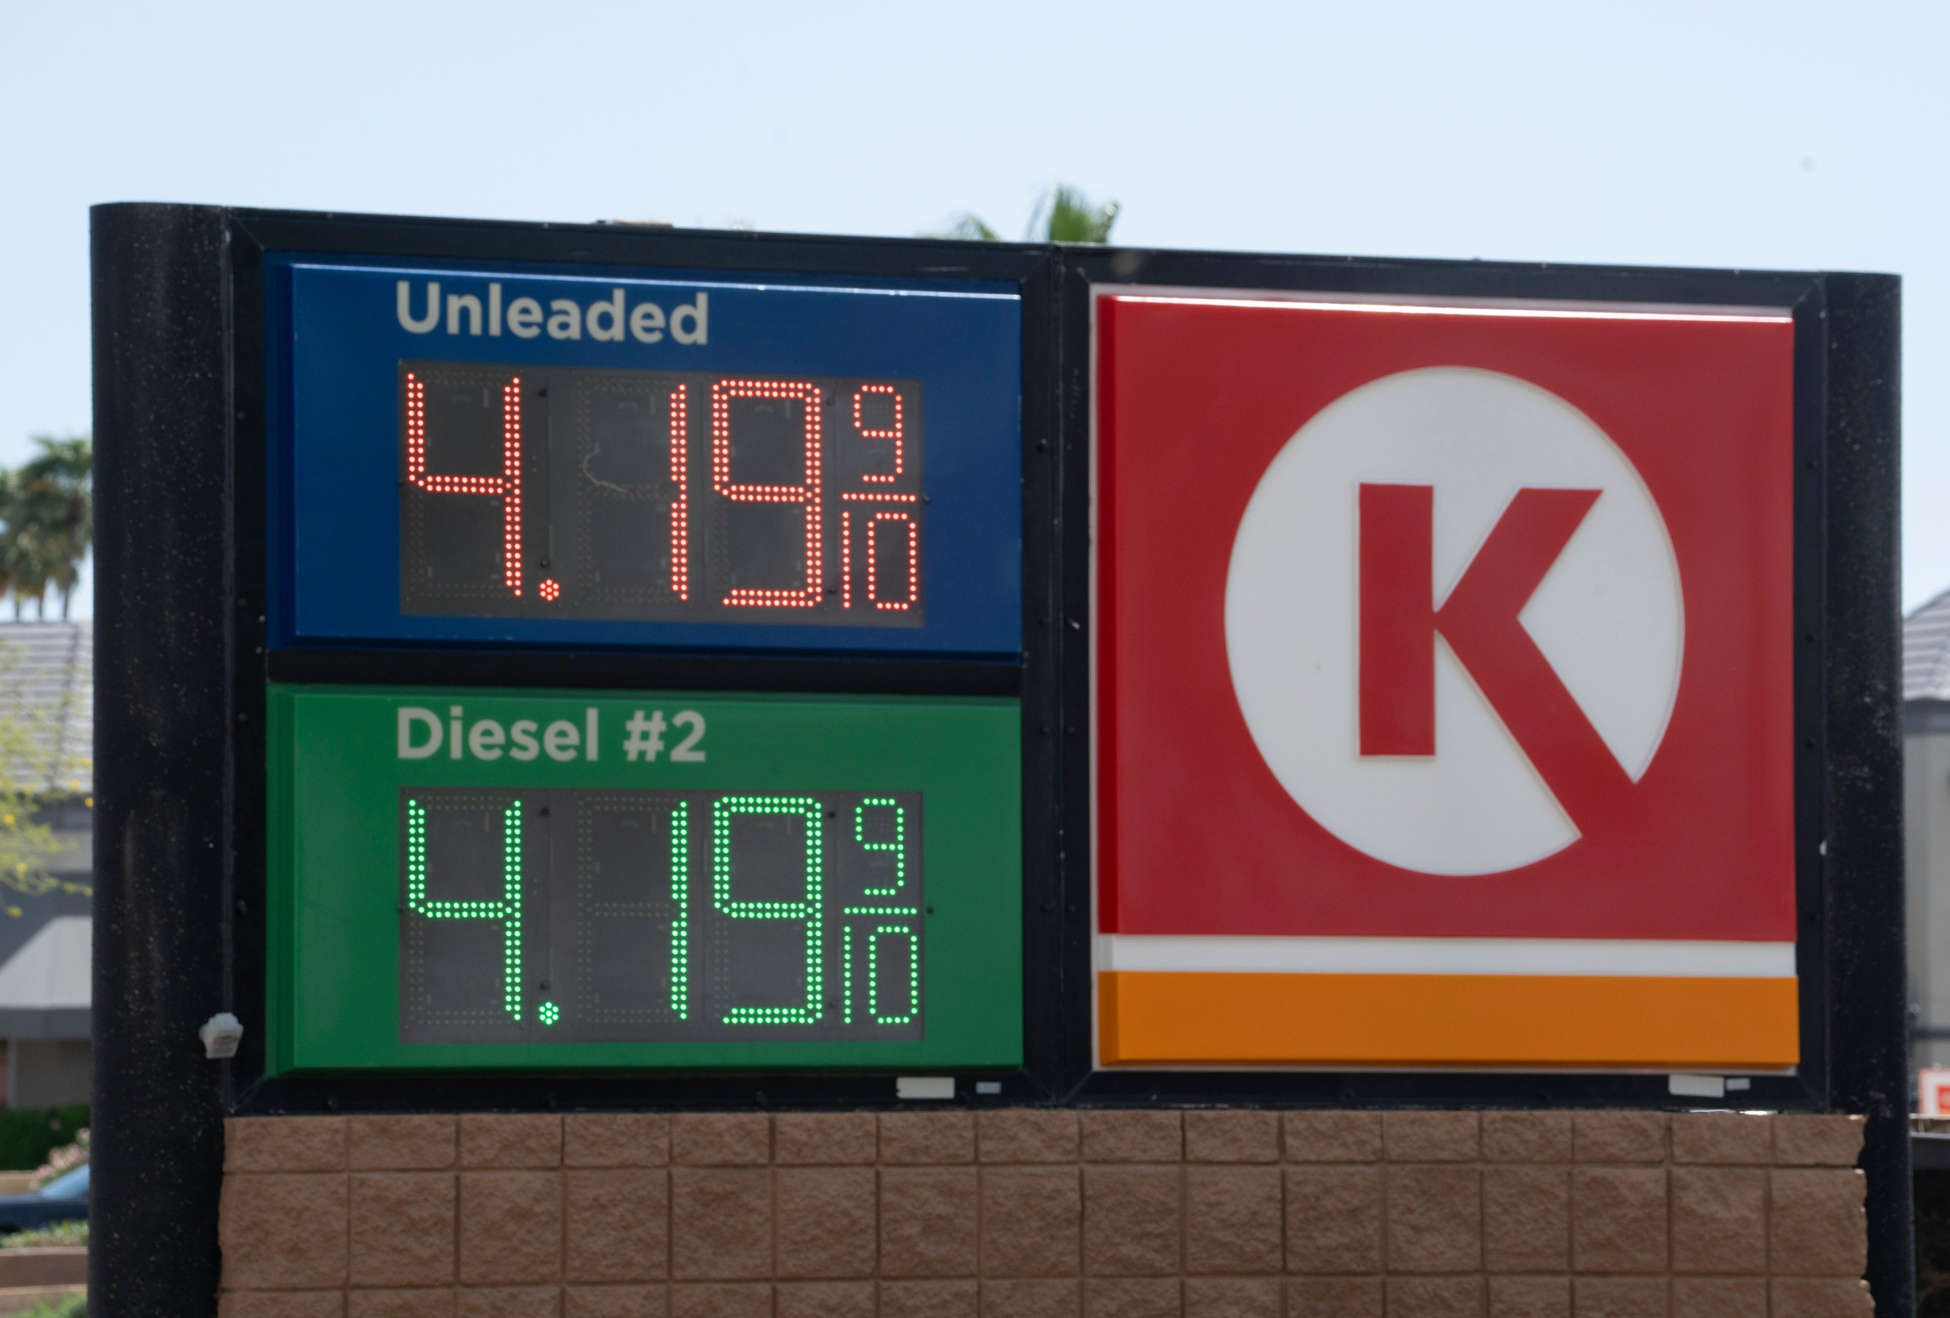 Unleaded
4.19 9/10
Diesel #2
4.19 9/10
K